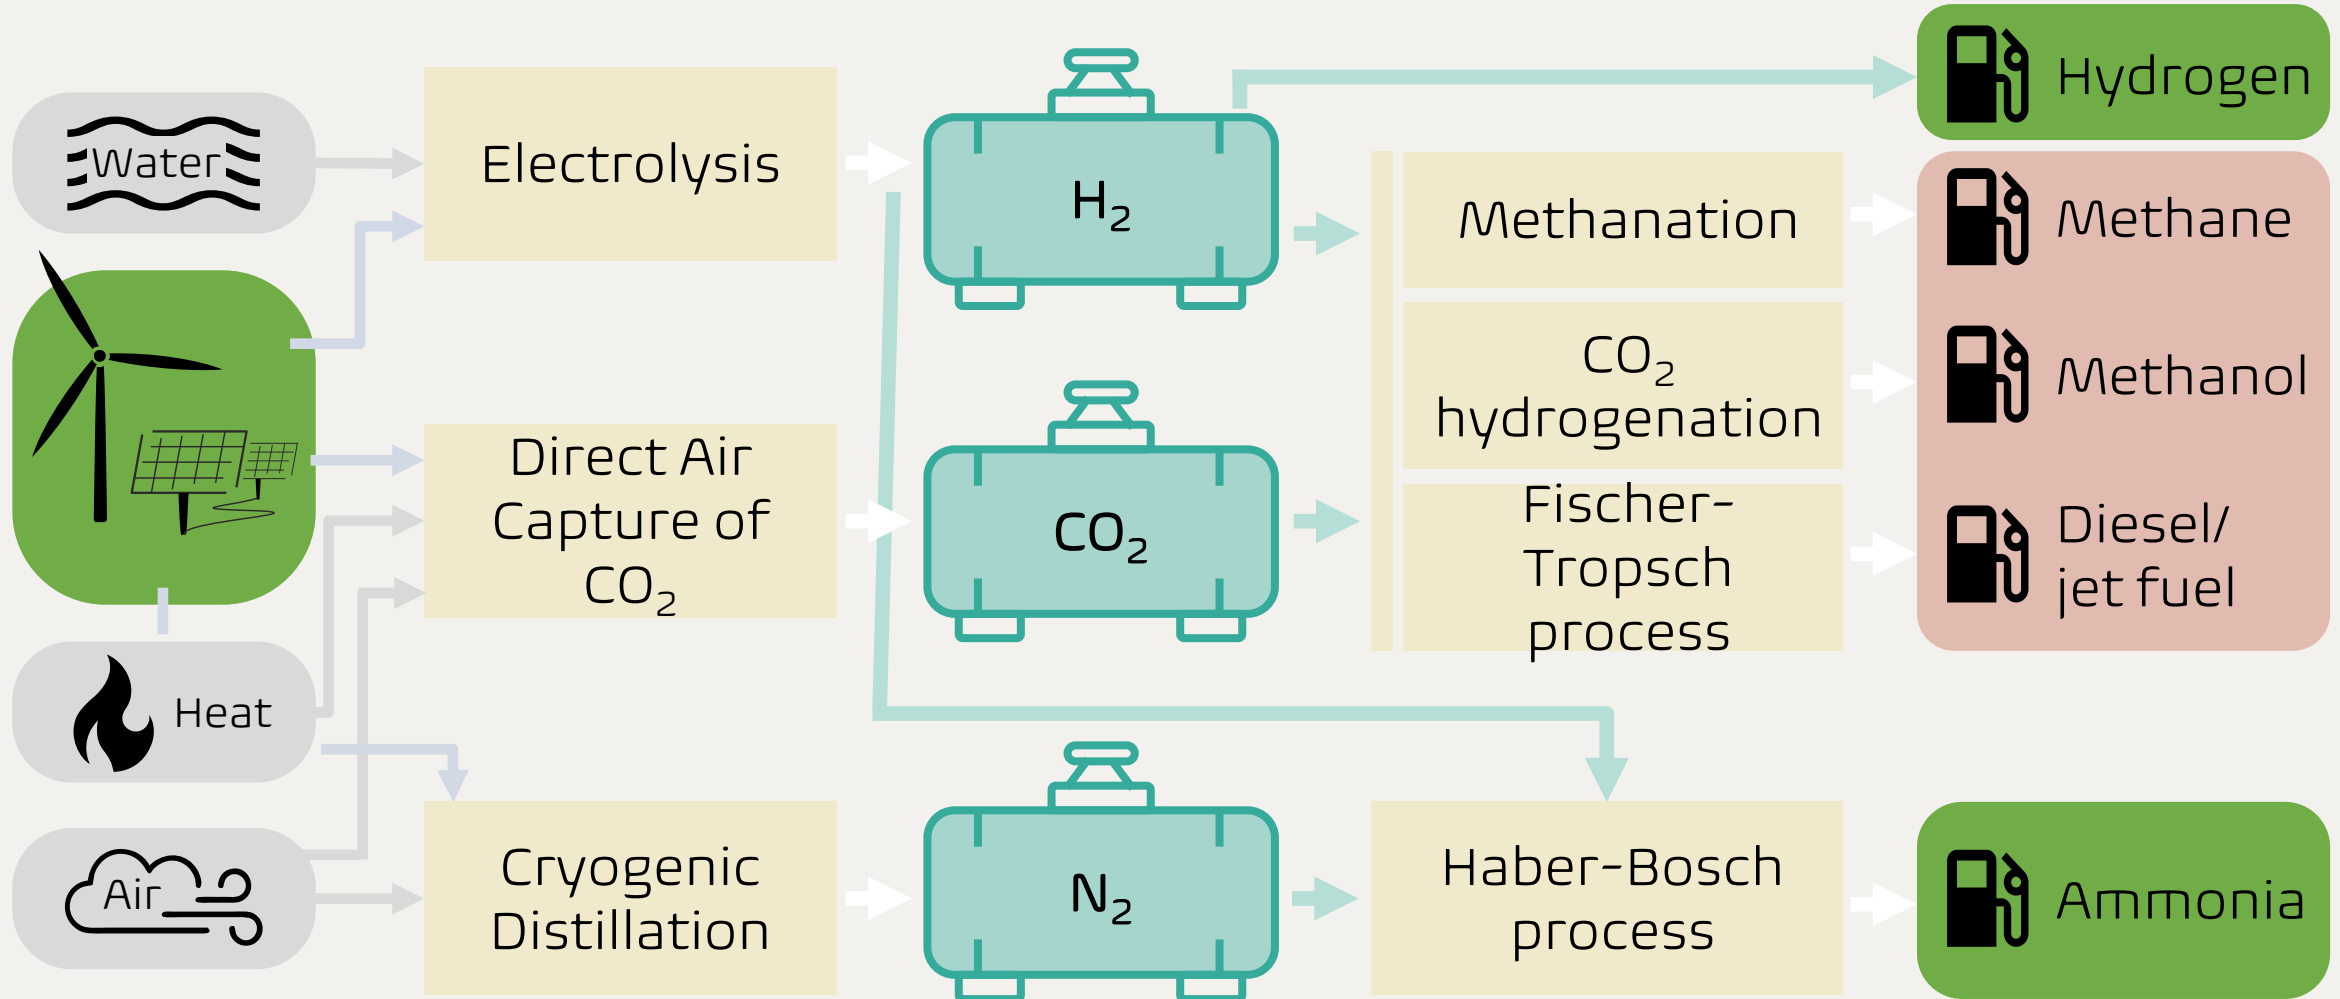 Water
Heat
Air
Electrolysis
Direct Air
Capture of
CO₂
Cryogenic
Distillation
H₂
CO₂
N₂
Methanation
CO₂
hydrogenation
Fischer-
Tropsch
process
Haber-Bosch
process
Hydrogen
Methane
Methanol
Diesel/
jet fuel
Ammonia